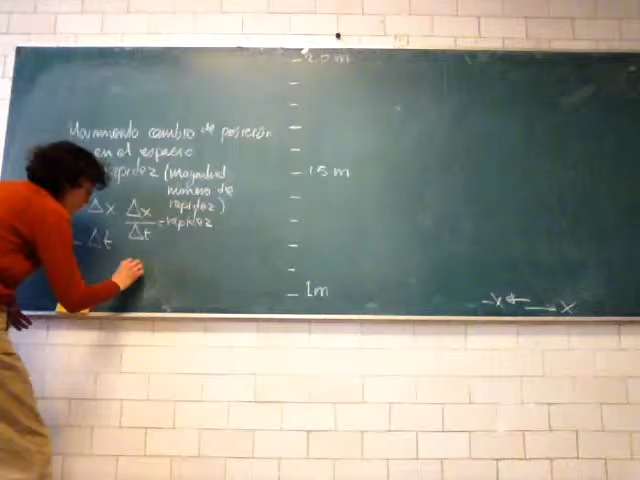 Movimiento cambio de posición
en el espacio
rapidez (magnitud
número de
rapidez)
Δx
Δx
Δt
= rapidez
- Δt
2.0 m
1.5 m
1m
-x ← — x